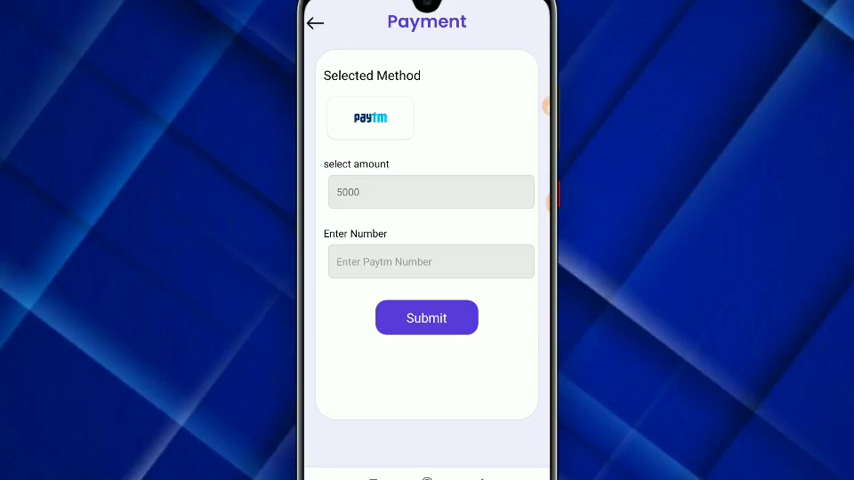 Payment
Selected Method
paytm
select amount
5000
Enter Number
Enter Paytm Number
Submit